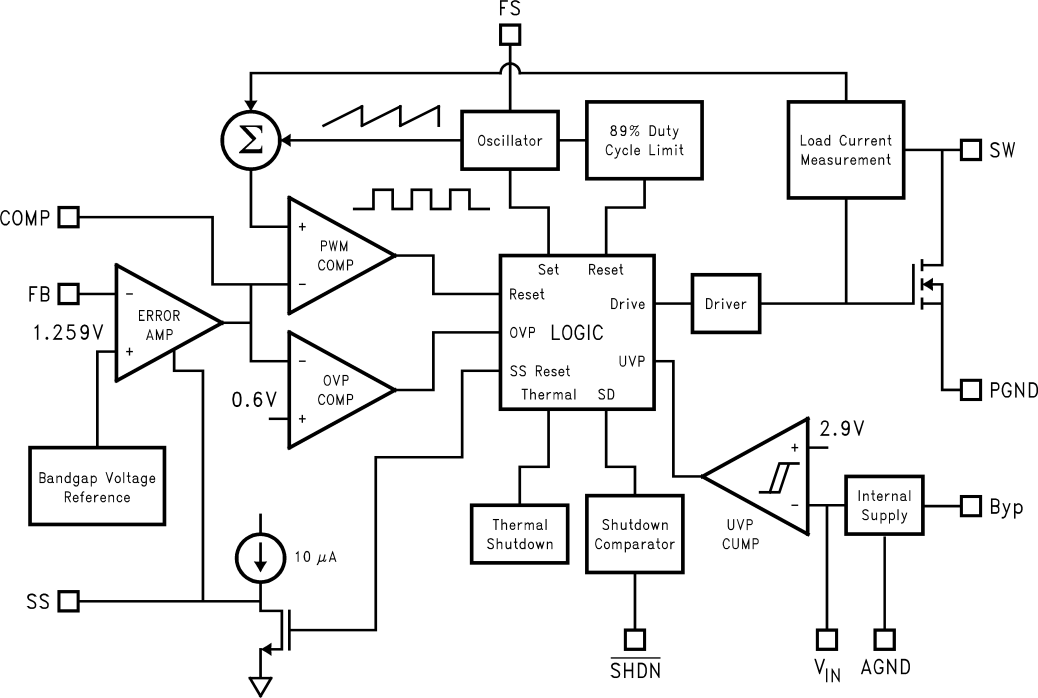 FS
Σ
Oscillator
89% Duty
Cycle Limit
Load Current
Measurement
SW
COMP
+
PWM
COMP
−
FB
−
ERROR
AMP
+
1.259V
Set
Reset
Reset
Drive
OVP
LOGIC
SS Reset
UVP
Thermal
SD
Driver
−
OVP
COMP
+
0.6V
PGND
2.9V
+
−
UVP
CUMP
Bandgap Voltage
Reference
Internal
Supply
Byp
Thermal
Shutdown
Shutdown
Comparator
10 µA
SS
SHDN
VIN
AGND